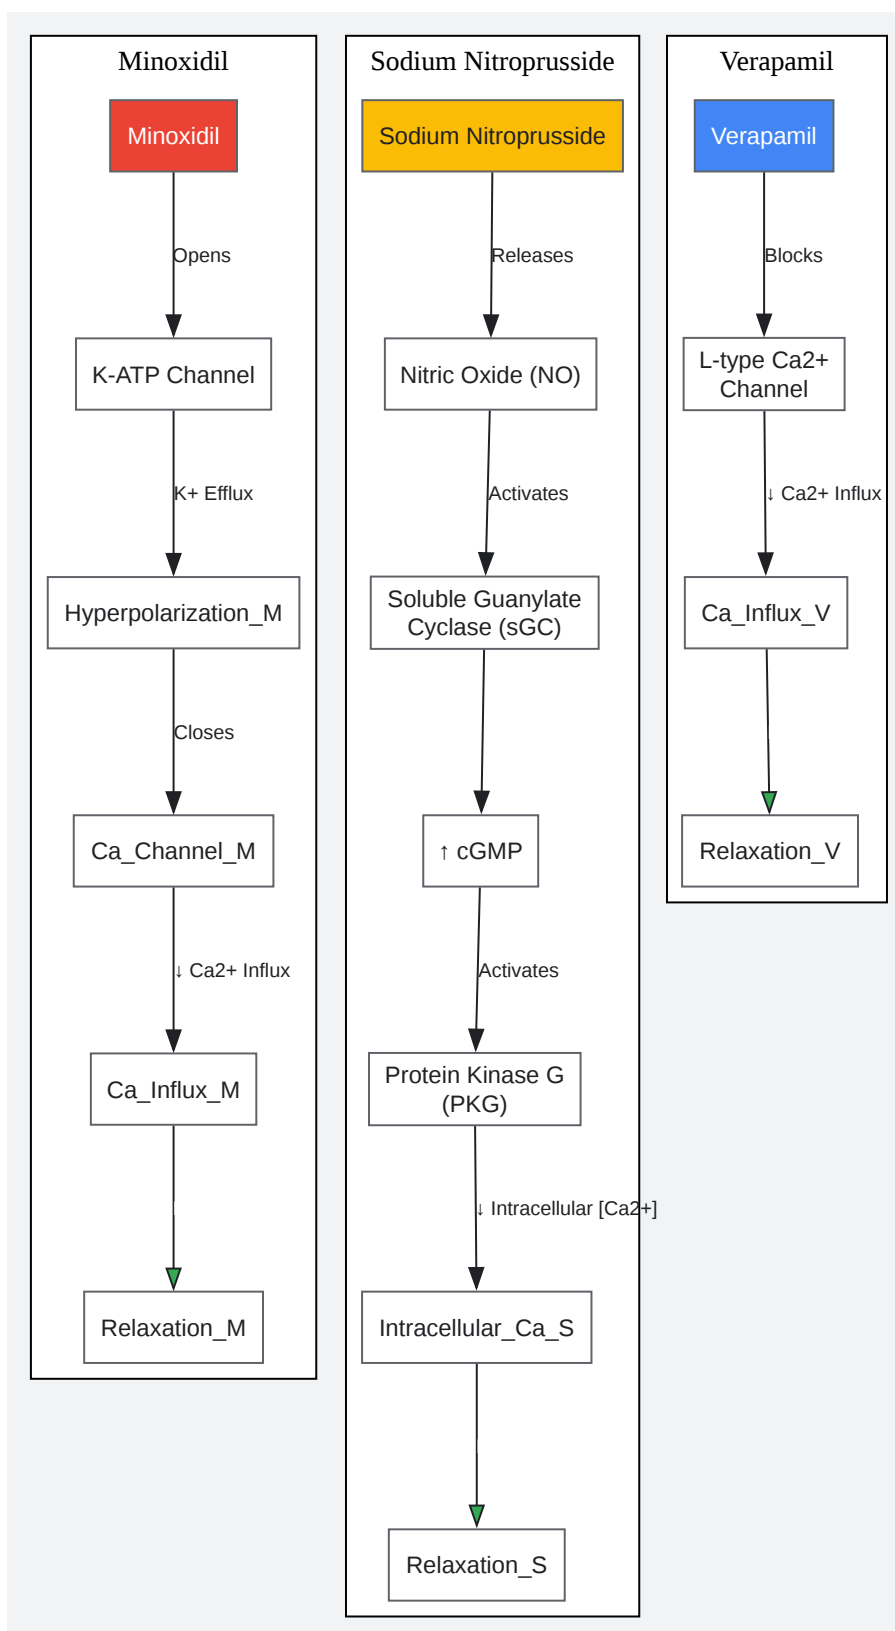 Minoxidil
Minoxidil
Opens
K-ATP Channel
K+ Efflux
Hyperpolarization_M
Closes
Ca_Channel_M
↓ Ca2+ Influx
Ca_Influx_M
Relaxation_M
Sodium Nitroprusside
Sodium Nitroprusside
Releases
Nitric Oxide (NO)
Activates
Soluble Guanylate
Cyclase (sGC)
↑ cGMP
Activates
Protein Kinase G
(PKG)
↓ Intracellular [Ca2+]
Intracellular_Ca_S
Relaxation_S
Verapamil
Verapamil
Blocks
L-type Ca2+
Channel
↓ Ca2+ Influx
Ca_Influx_V
Relaxation_V